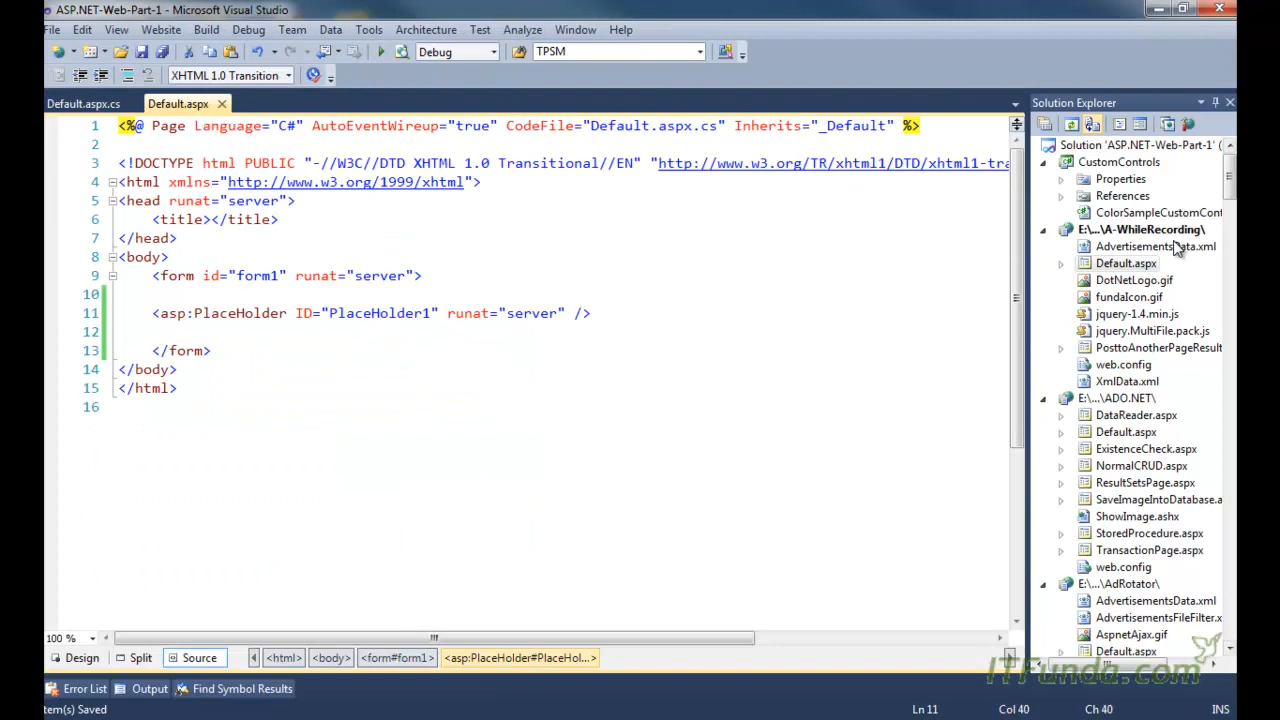 ASP.NET-Web-Part-1 - Microsoft Visual Studio
File Edit View Website Build Debug Team Data Tools Architecture Test Analyze Window Help
Debug TPSM
XHTML 1.0 Transition
Default.aspx.cs Default.aspx
1 <%@ Page Language="C#" AutoEventWireup="true" CodeFile="Default.aspx.cs" Inherits="_Default" %>
2
3 <!DOCTYPE html PUBLIC "-//W3C//DTD XHTML 1.0 Transitional//EN" "http://www.w3.org/TR/xhtml1/DTD/xhtml1-tra
4 <html xmlns="http://www.w3.org/1999/xhtml">
5 <head runat="server">
6 <title></title>
7 </head>
8 <body>
9 <form id="form1" runat="server">
10
11 <asp:PlaceHolder ID="PlaceHolder1" runat="server" />
12
13 </form>
14 </body>
15 </html>
16
100 %
Design Split Source <html> <body> <form#form1> <asp:PlaceHolder#PlaceHol...>
Error List Output Find Symbol Results
tem(s) Saved Ln 11 Col 40 Ch 40 INS
Solution Explorer
Solution 'ASP.NET-Web-Part-1' (
CustomControls
Properties
References
ColorSampleCustomCont
E:\...\A-WhileRecording\
AdvertisementsData.xml
Default.aspx
DotNetLogo.gif
fundaIcon.gif
jquery-1.4.min.js
jquery.MultiFile.pack.js
PosttoAnotherPageResult
web.config
XmlData.xml
E:\...\ADO.NET\
DataReader.aspx
Default.aspx
ExistenceCheck.aspx
NormalCRUD.aspx
ResultSetsPage.aspx
SaveImageIntoDatabase.a
ShowImage.ashx
StoredProcedure.aspx
TransactionPage.aspx
web.config
E:\...\AdRotator\
AdvertisementsData.xml
AdvertisementsFileFilter.x
AspnetAjax.gif
Default.aspx
ITFunda.com